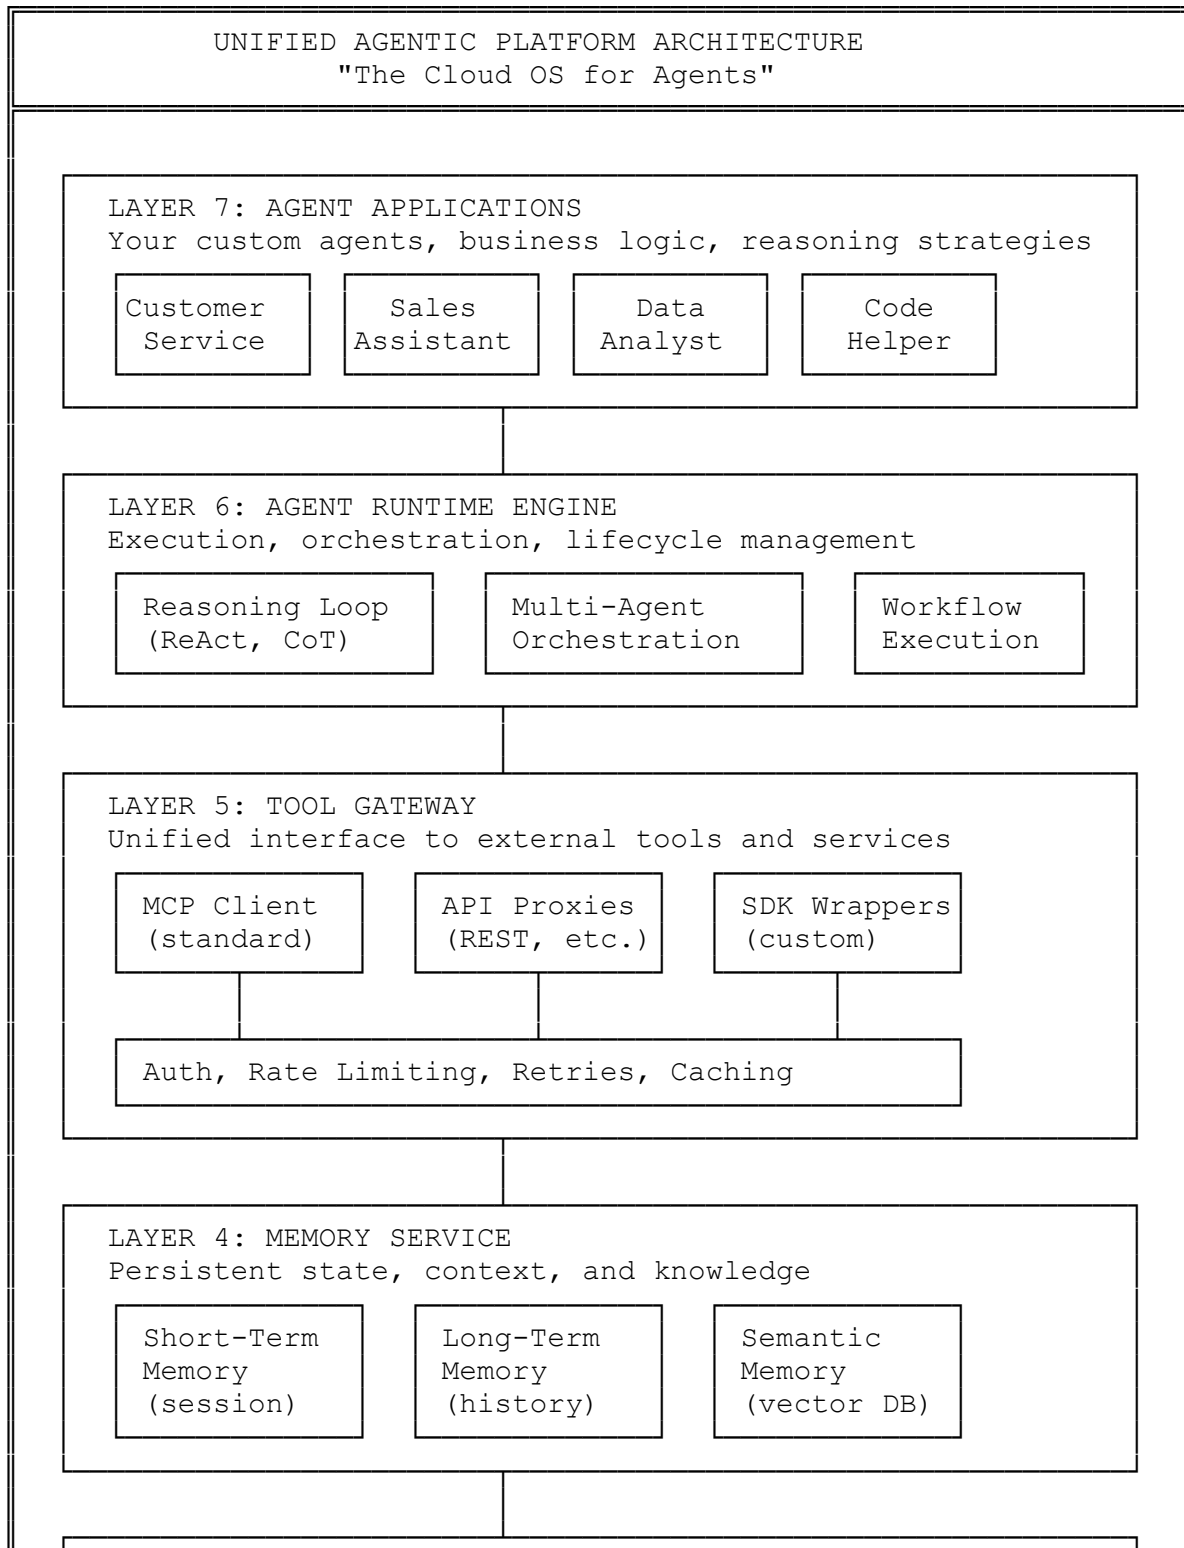 UNIFIED AGENTIC PLATFORM ARCHITECTURE
"The Cloud OS for Agents"
LAYER 7: AGENT APPLICATIONS
Your custom agents, business logic, reasoning strategies
Customer Service
Sales Assistant
Data Analyst
Code Helper
LAYER 6: AGENT RUNTIME ENGINE
Execution, orchestration, lifecycle management
Reasoning Loop
(ReAct, CoT)
Multi-Agent
Orchestration
Workflow
Execution
LAYER 5: TOOL GATEWAY
Unified interface to external tools and services
MCP Client
(standard)
API Proxies
(REST, etc.)
SDK Wrappers
(custom)
Auth, Rate Limiting, Retries, Caching
LAYER 4: MEMORY SERVICE
Persistent state, context, and knowledge
Short-Term
Memory
(session)
Long-Term
Memory
(history)
Semantic
Memory
(vector DB)